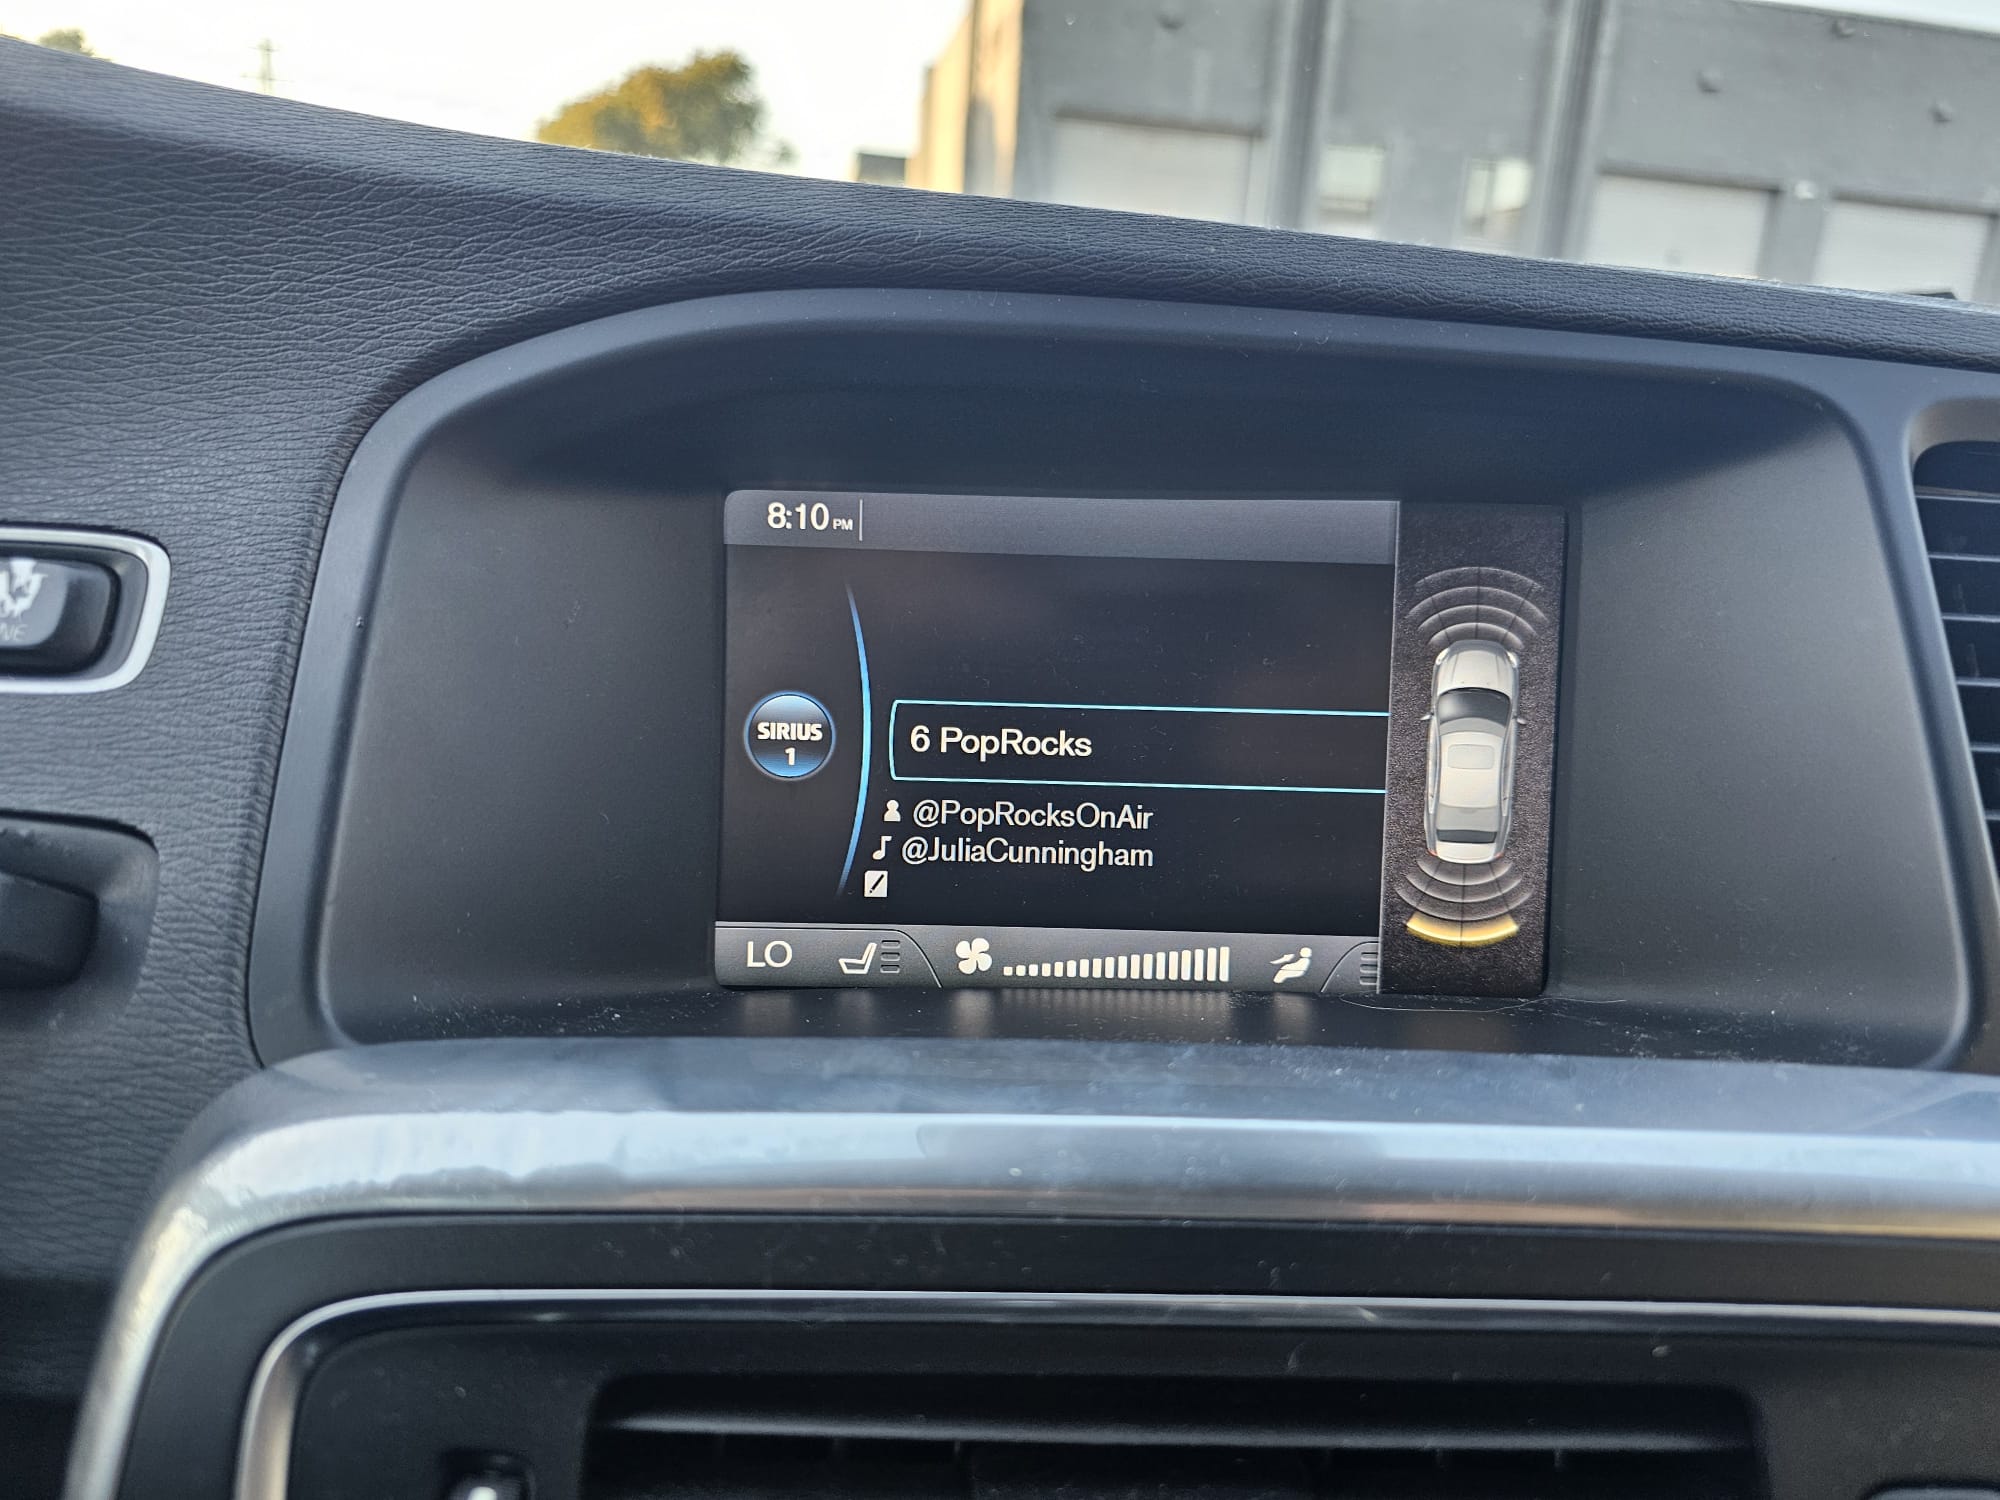 8:10 PM
SIRIUS
1
6 PopRocks
@PopRocksOnAir
@JuliaCunningham
LO